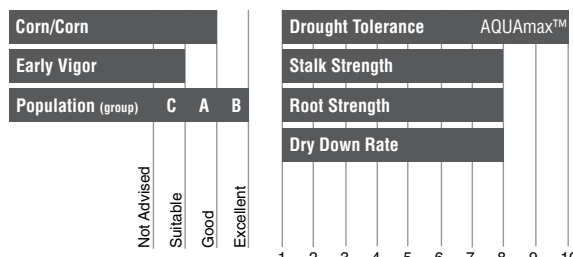 Corn/Corn
Early Vigor
Population (group) C A B
Not Advised
Suitable
Good
Excellent
Drought Tolerance AQUAmax™
Stalk Strength
Root Strength
Dry Down Rate
1 2 3 4 5 6 7 8 9 10